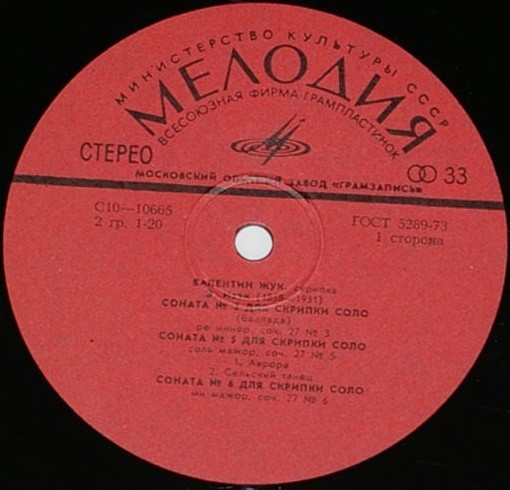 МИНИСТЕРСТВО КУЛЬТУРЫ СССР
МЕЛОДИЯ
ВСЕСОЮЗНАЯ ФИРМА ГРАМПЛАСТИНОК
СТЕРЕО
33
МОСКОВСКИЙ ОПЫТНЫЙ ЗАВОД «ГРАМЗАПИСЬ»
С10—10665
ГОСТ 5289-73
2 гр. 1-20
1 сторона
ВАЛЕНТИН ЖУК, скрипка
Изаи 1931)
СОНАТА № 3 ДЛЯ СКРИПКИ СОЛО
(Баллада)
ре минор, соч. 27 № 3
СОНАТА № 5 ДЛЯ СКРИПКИ СОЛО
соль мажор, соч. 27 № 5
1. Аврора
2. Сельский танец
СОНАТА № 6 ДЛЯ СКРИПКИ СОЛО
ми мажор, соч. 27 № 6